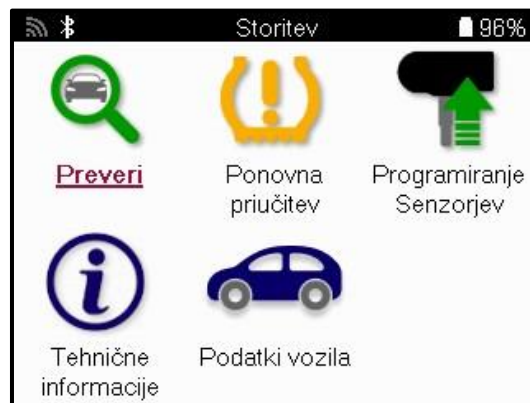 Storitev 96%
Preveri
Ponovna
priučitev
Programiranje
Senzorjev
Tehnične
informacije
Podatki vozila